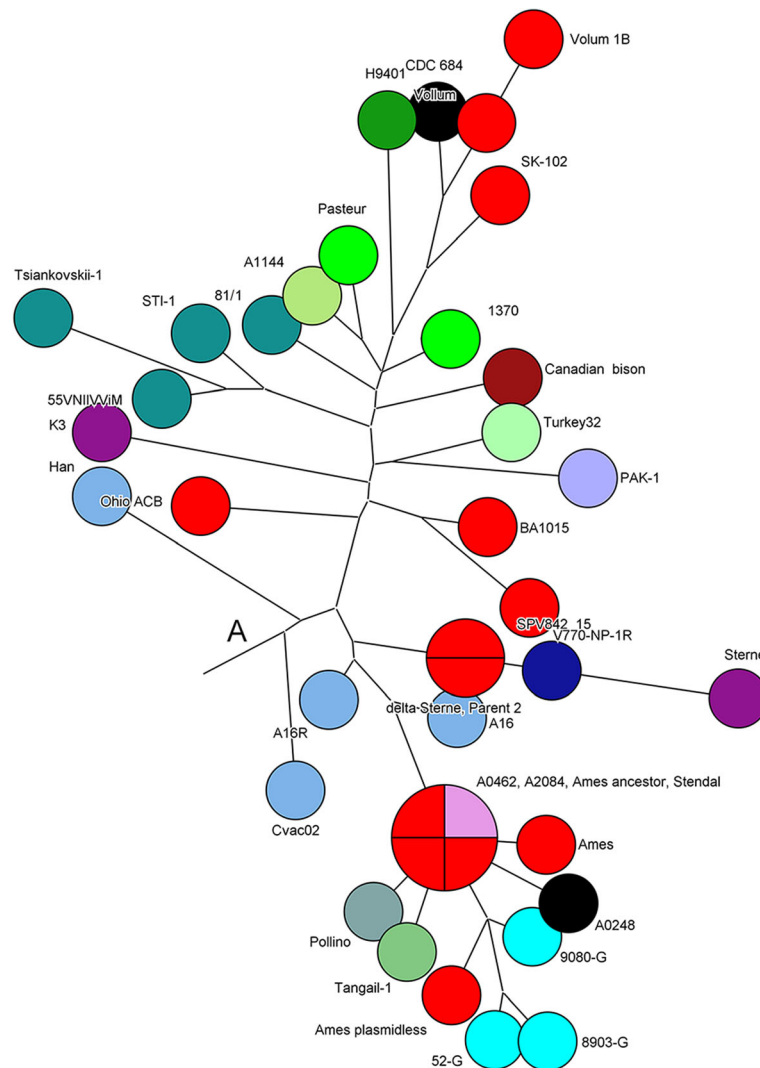 Volum 1B
CDC 684
H9401
Vollum
SK-102
Pasteur
A1144
Tsiankovskii-1
STI-1
81/1
1370
Canadian bison
55VNIIVViM
K3
Turkey32
Han
Ohio ACB
PAK-1
BA1015
SPV842_15
A
V770-NP-1R
Sterne
delta-Sterne, Parent 2
A16
A16R
A0462, A2084, Ames ancestor, Stendal
Cvac02
Ames
A0248
Pollino
9080-G
Tangail-1
Ames plasmidless
52-G
8903-G